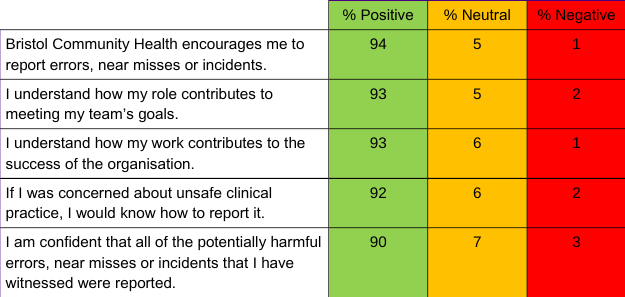 % Positive % Neutral % Negative
Bristol Community Health encourages me to
report errors, near misses or incidents. 94 5 1
I understand how my role contributes to
meeting my team's goals. 93 5 2
I understand how my work contributes to the
success of the organisation. 93 6 1
If I was concerned about unsafe clinical
practice, I would know how to report it. 92 6 2
I am confident that all of the potentially harmful
errors, near misses or incidents that I have
witnessed were reported. 90 7 3